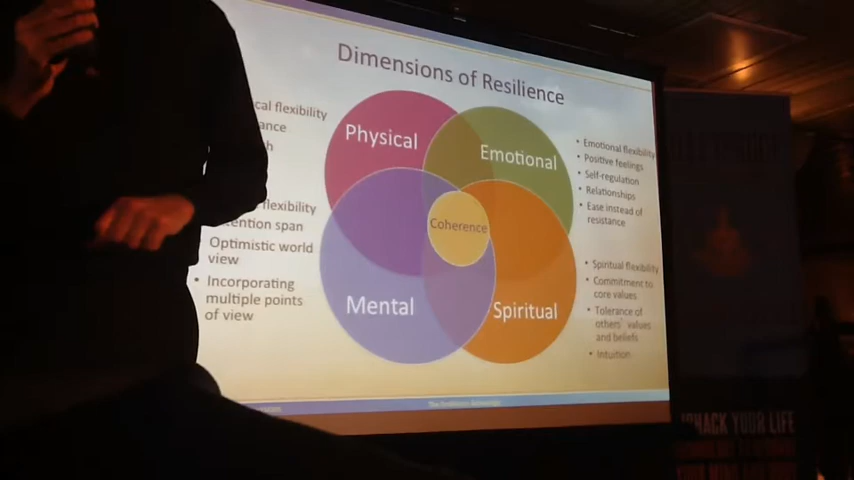 Dimensions of Resilience
cal flexibility
ance
h
flexibility
tention span
Optimistic world
view
• Incorporating
multiple points
of view
Physical
Emotional
Coherence
Mental
Spiritual
• Emotional flexibility
• Positive feelings
• Self-regulation
• Relationships
• Ease instead of
resistance
• Spiritual flexibility
• Commitment to
core values
• Tolerance of
others' values
and beliefs
• Intuition
HACK YOUR LIFE